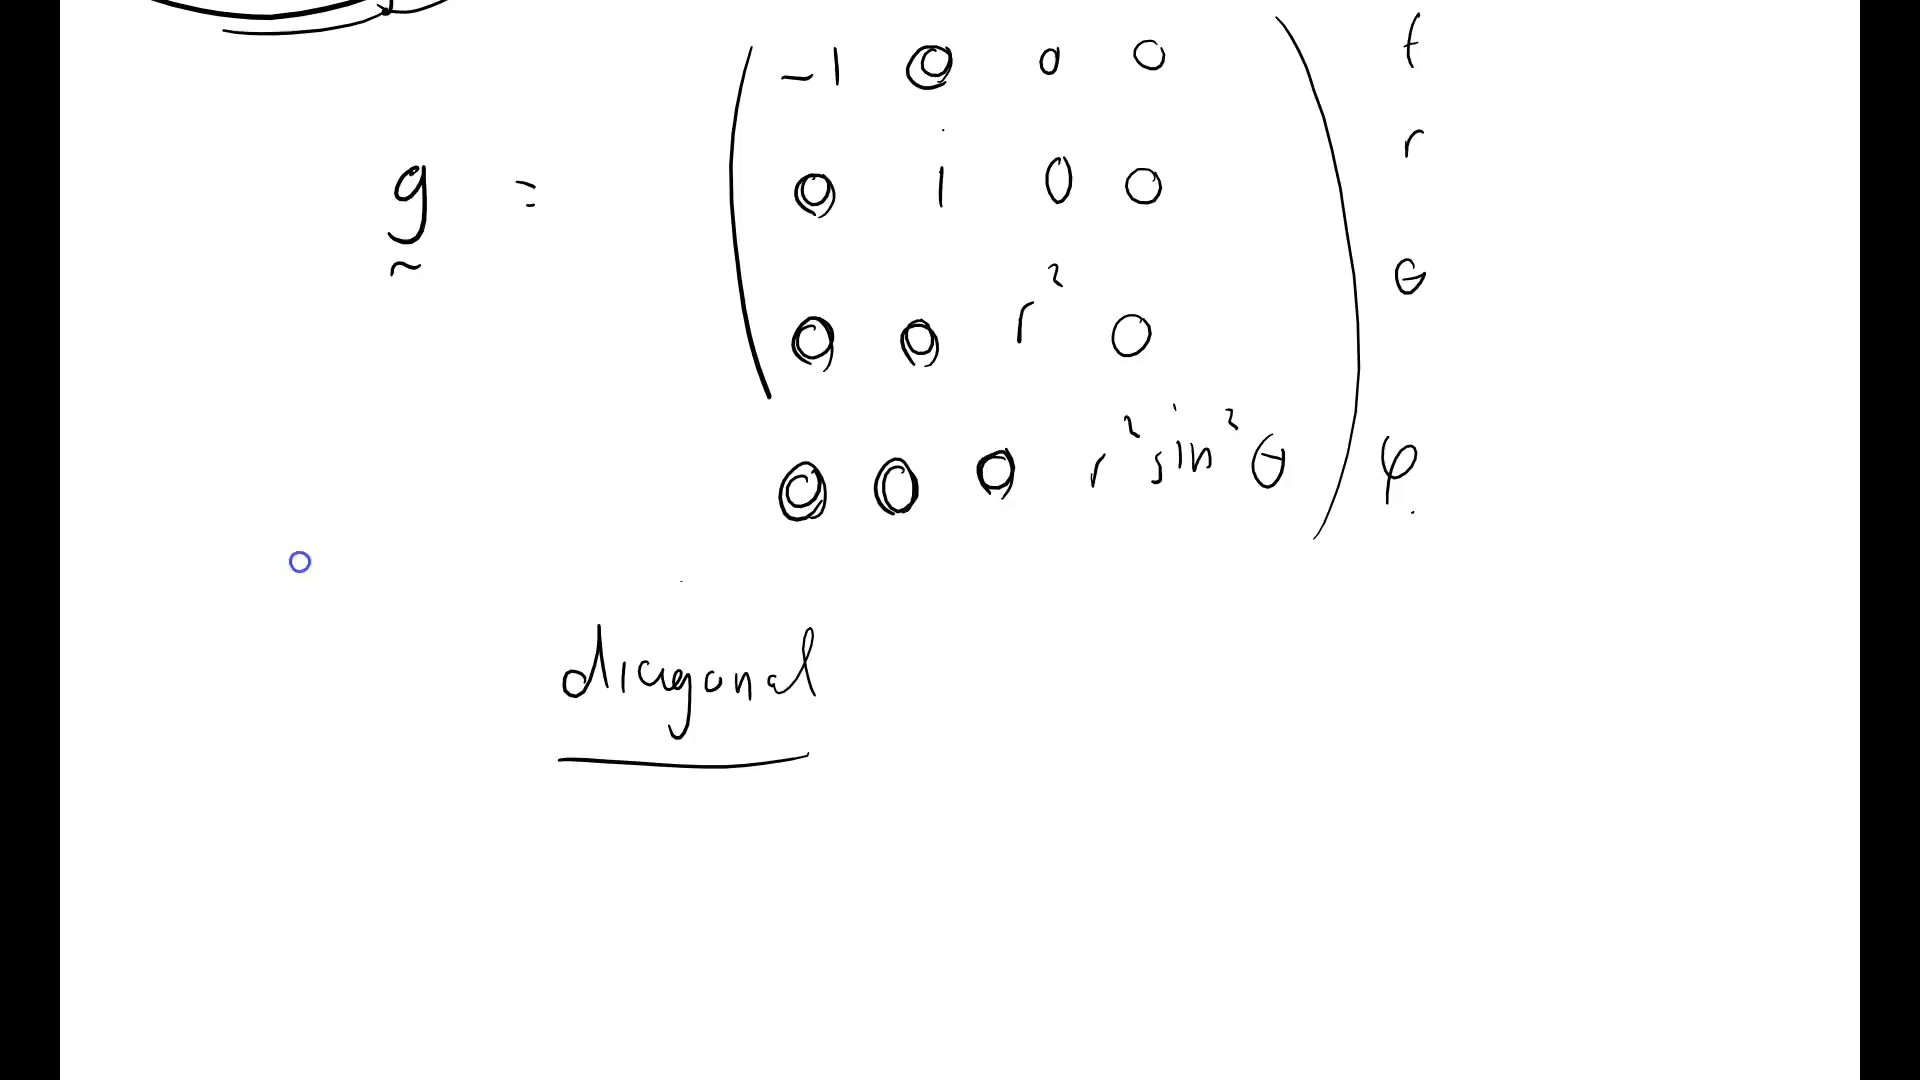 -1 0 0 0 t
g = 0 1 0 0 r
~
0 0 r² 0 θ
0 0 0 r² sin² θ φ
diagonal